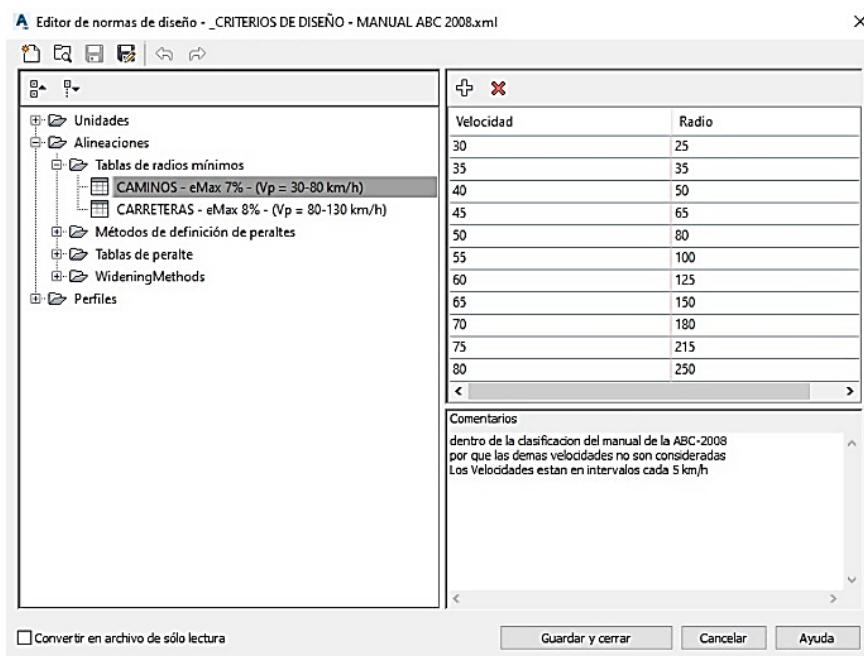 Editor de normas de diseño - _CRITERIOS DE DISEÑO - MANUAL ABC 2008.xml
Unidades
Alineaciones
Tablas de radios mínimos
CAMINOS - eMax 7% - (Vp = 30-80 km/h)
CARRETERAS - eMax 8% - (Vp = 80-130 km/h)
Métodos de definición de peraltes
Tablas de peralte
WideningMethods
Perfiles
Velocidad Radio
30 25
35 35
40 50
45 65
50 80
55 100
60 125
65 150
70 180
75 215
80 250
Comentarios
dentro de la clasificacion del manual de la ABC-2008
por que las demas velocidades no son consideradas
Los Velocidades estan en intervalos cada 5 km/h
Convertir en archivo de sólo lectura
Guardar y cerrar
Cancelar
Ayuda